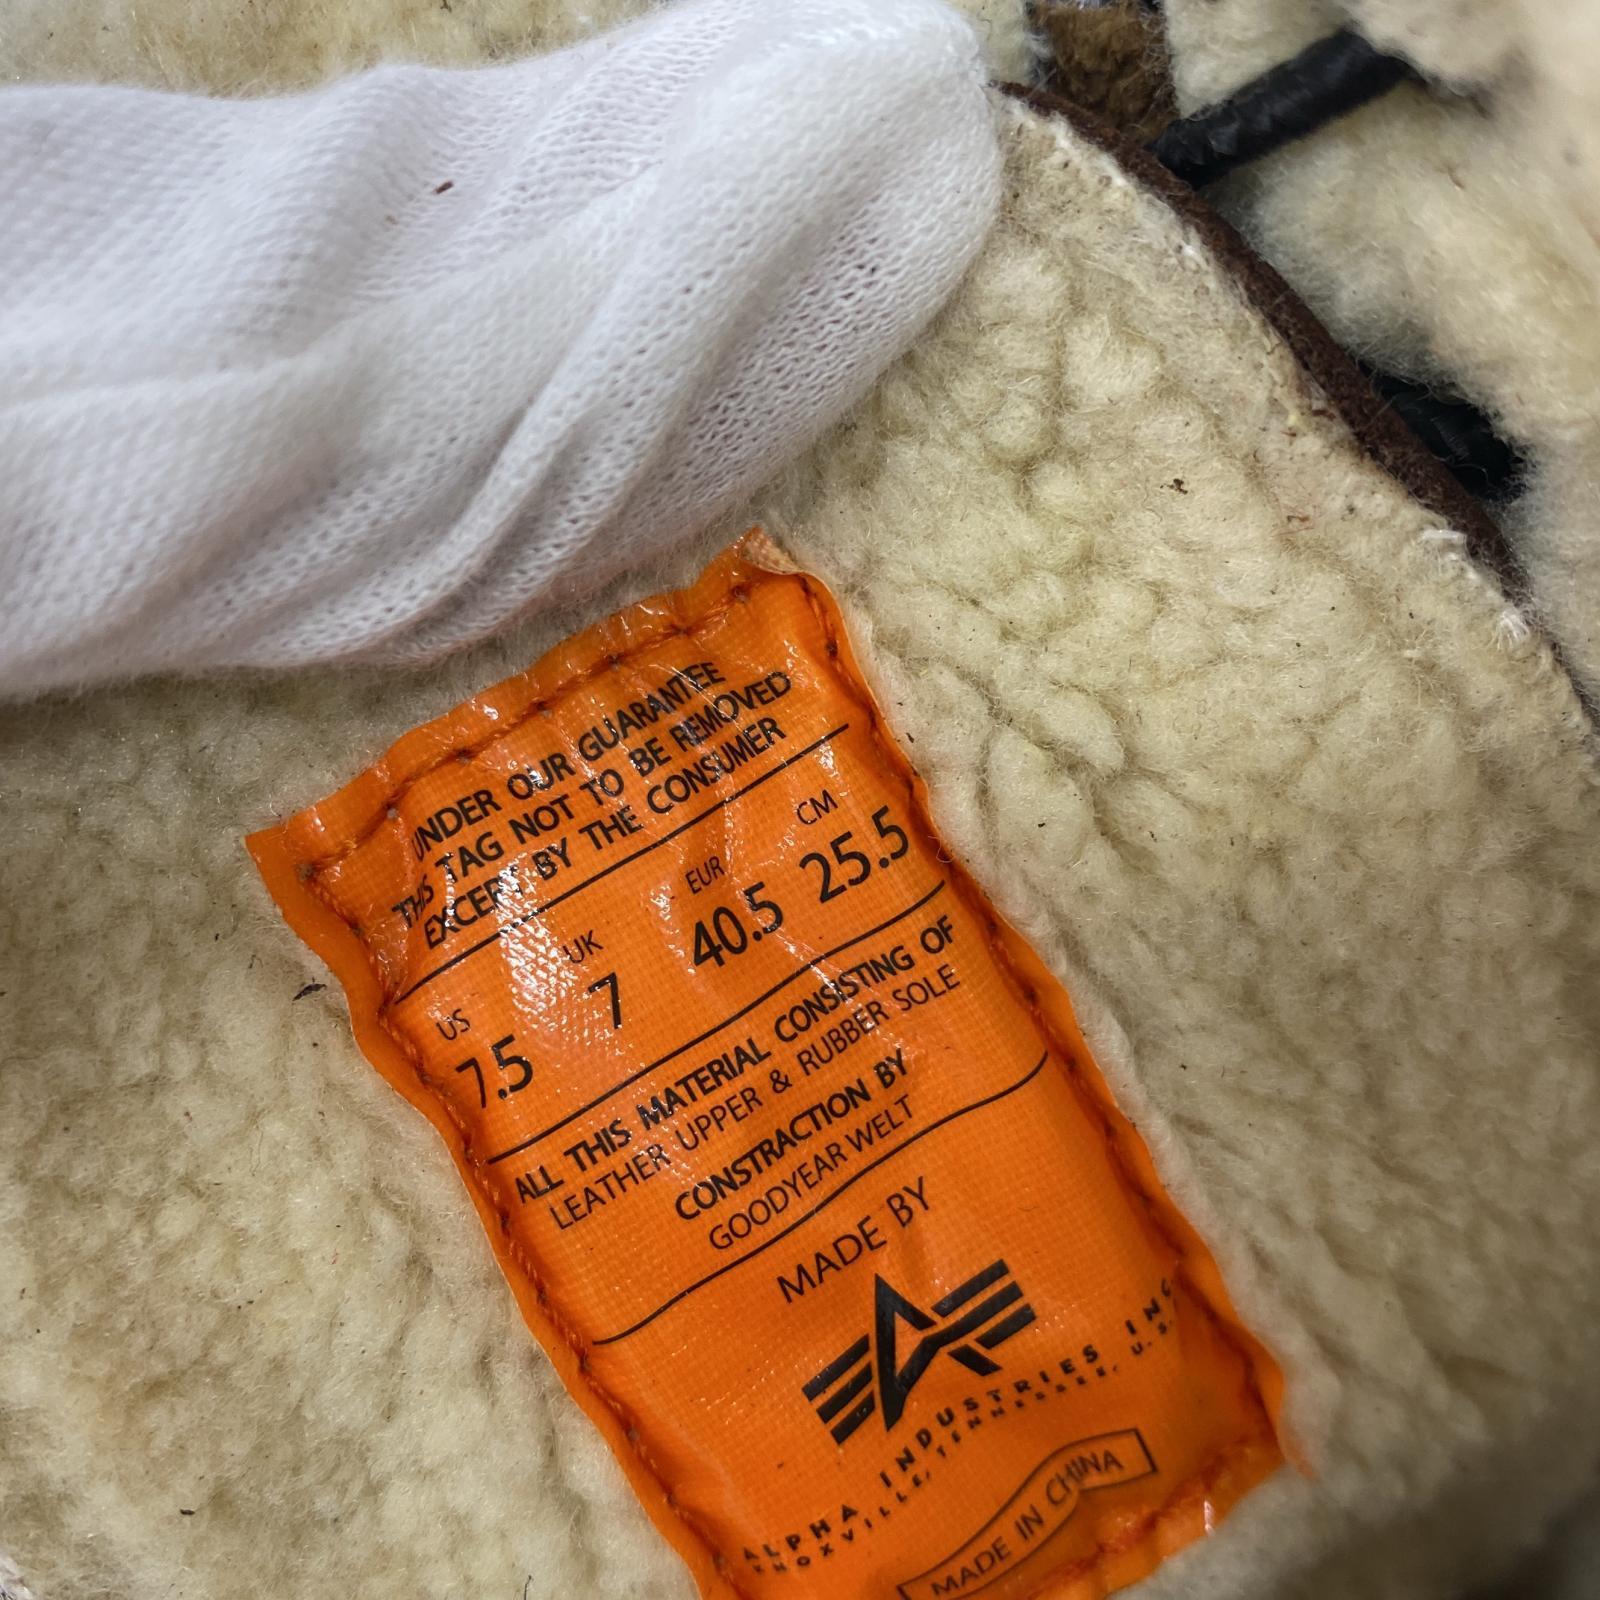 UNDER OUR GUARANTEE
THIS TAG NOT TO BE REMOVED
EXCEPT BY THE CONSUMER
US UK EUR CM
7.5 7 40.5 25.5
ALL THIS MATERIAL CONSISTING OF
LEATHER UPPER & RUBBER SOLE
CONSTRACTION BY
GOODYEAR WELT
MADE BY
ALPHA INDUSTRIES INC
KNOXVILLE, TENNESSEE, U.S.
MADE IN CHINA